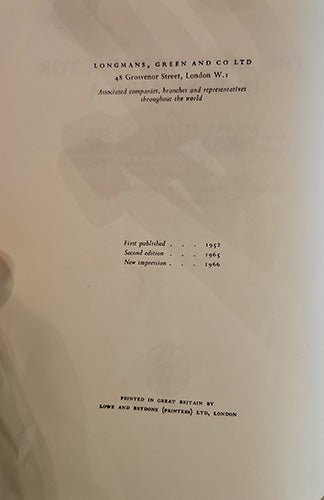 LONGMANS, GREEN AND CO LTD
48 Grosvenor Street, London W.1
Associated companies, branches and representatives
throughout the world
First published . . . 1952
Second edition . . . 1965
New impression . . . 1966
PRINTED IN GREAT BRITAIN BY
LOWE AND BRYDONE (PRINTERS) LTD, LONDON